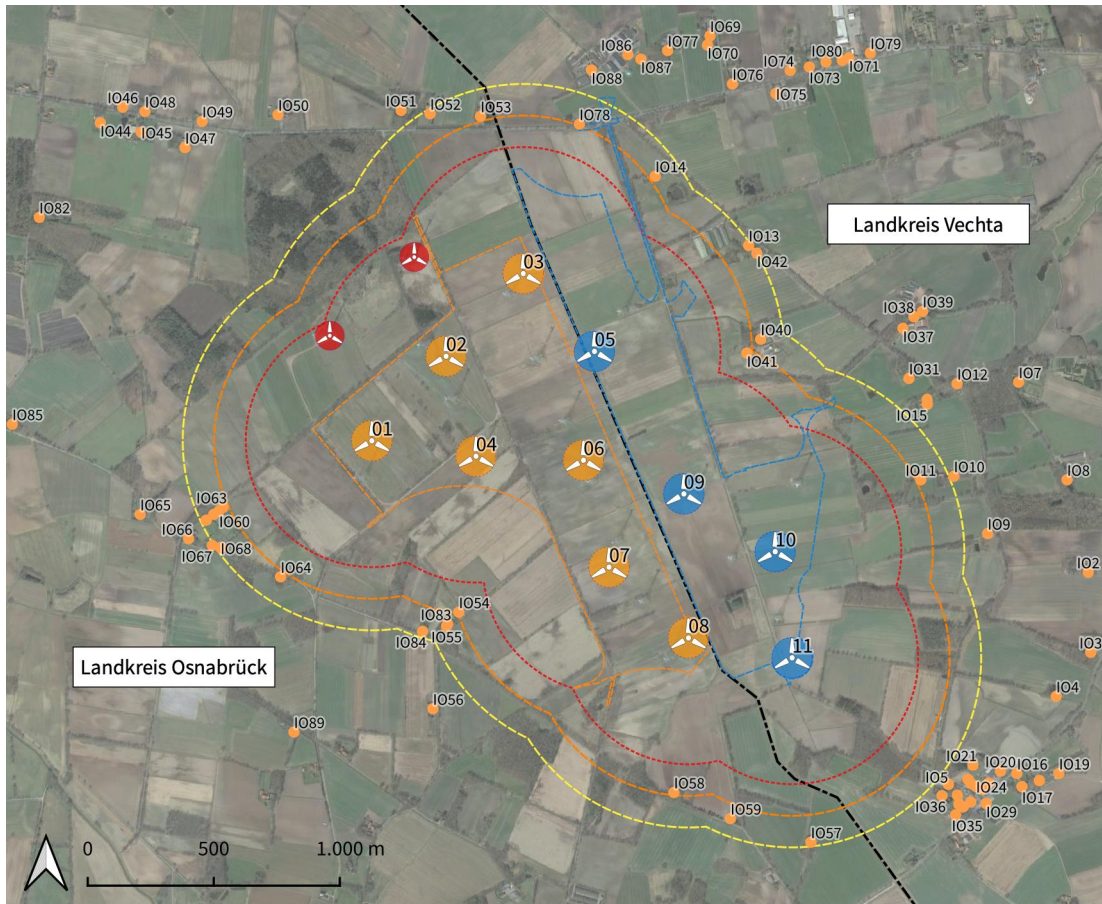 IO69
IO86
IO77
IO80
IO79
IO70
IO87
IO74
IO71
IO88
IO76
IO73
IO75
IO46
IO48
IO49
IO50
IO51
IO52
IO53
IO78
IO44
IO45
IO47
IO14
IO82
Landkreis Vechta
IO13
IO42
03
IO38
IO39
IO37
02
05
IO40
IO41
IO31
IO12
IO7
IO15
IO85
01
04
06
IO11
IO10
IO8
09
IO63
IO65
IO60
IO66
IO9
10
IO67
IO68
07
IO64
IO2
IO54
IO83
IO55
IO84
08
11
IO3
Landkreis Osnabrück
IO56
IO4
IO89
IO21
IO20
IO16
IO19
IO5
IO24
IO17
IO58
IO36
IO59
IO29
IO35
IO57
0 500 1.000 m